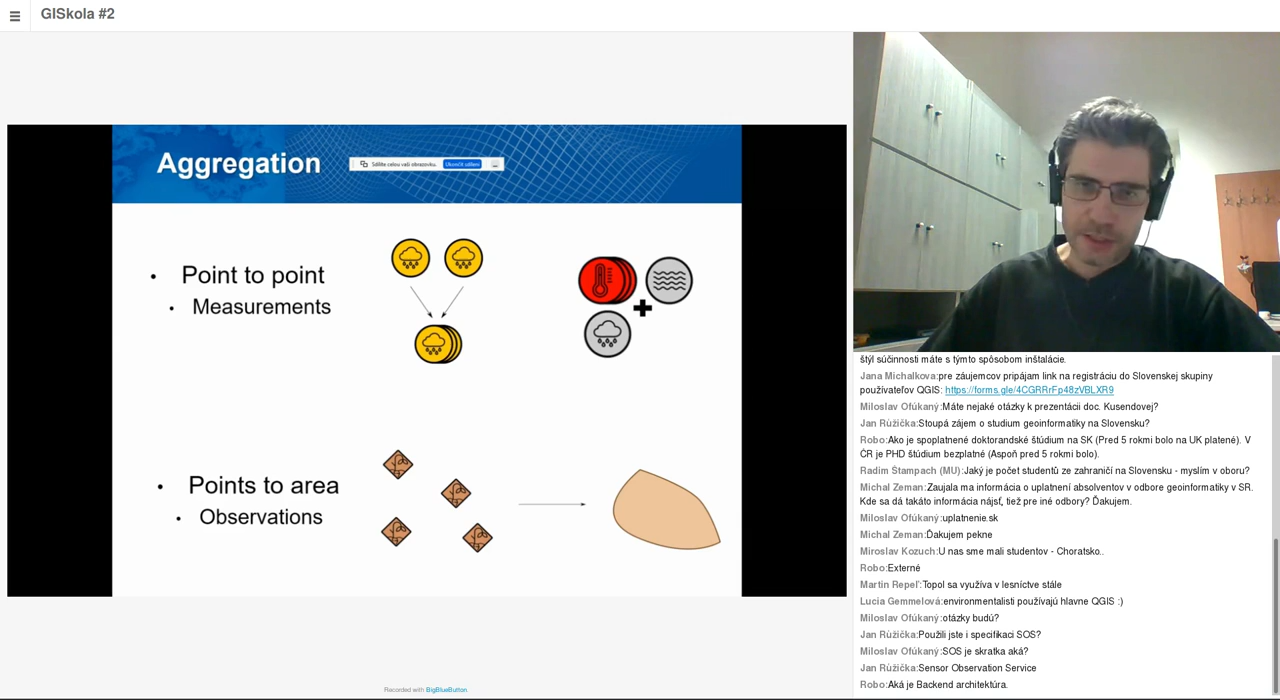 GISkola #2
Aggregation
Sdílíte celou vaši obrazovku.
Ukončit sdílení
• Point to point
• Measurements
• Points to area
• Observations
štýl súčinnosti máte s týmto spôsobom inštalácie.
Jana Michalkova:pre záujemcov pripájam link na registráciu do Slovenskej skupiny
používateľov QGIS: https://forms.gle/4CGRRrFp48zVBLXR9
Miloslav Ofúkaný:Máte nejaké otázky k prezentácii doc. Kusendovej?
Jan Růžička:Stoupá zájem o studium geoinformatiky na Slovensku?
Robo:Ako je spoplatnené doktorandské štúdium na SK (Pred 5 rokmi bolo na UK platené). V
ČR je PHD štúdium bezplatné (Aspoň pred 5 rokmi bolo).
Radim Štampach (MU):Jaký je počet studentů ze zahraničí na Slovensku - myslím v oboru?
Michal Zeman:Zaujala ma informácia o uplatnení absolventov v odbore geoinformatiky v SR.
Kde sa dá takáto informácia nájsť, tiež pre iné odbory? Ďakujem.
Miloslav Ofúkaný:uplatnenie.sk
Michal Zeman:Ďakujem pekne
Miroslav Kozuch:U nas sme mali studentov - Choratsko..
Robo:Externé
Martin Repeľ:Topol sa využíva v lesníctve stále
Lucia Gemmelová:environmentalisti používajú hlavne QGIS :)
Miloslav Ofúkaný:otázky budú?
Jan Růžička:Použili jste i specifikaci SOS?
Miloslav Ofúkaný:SOS je skratka aká?
Jan Růžička:Sensor Observation Service
Robo:Aká je Backend architektúra.
Recorded with BigBlueButton